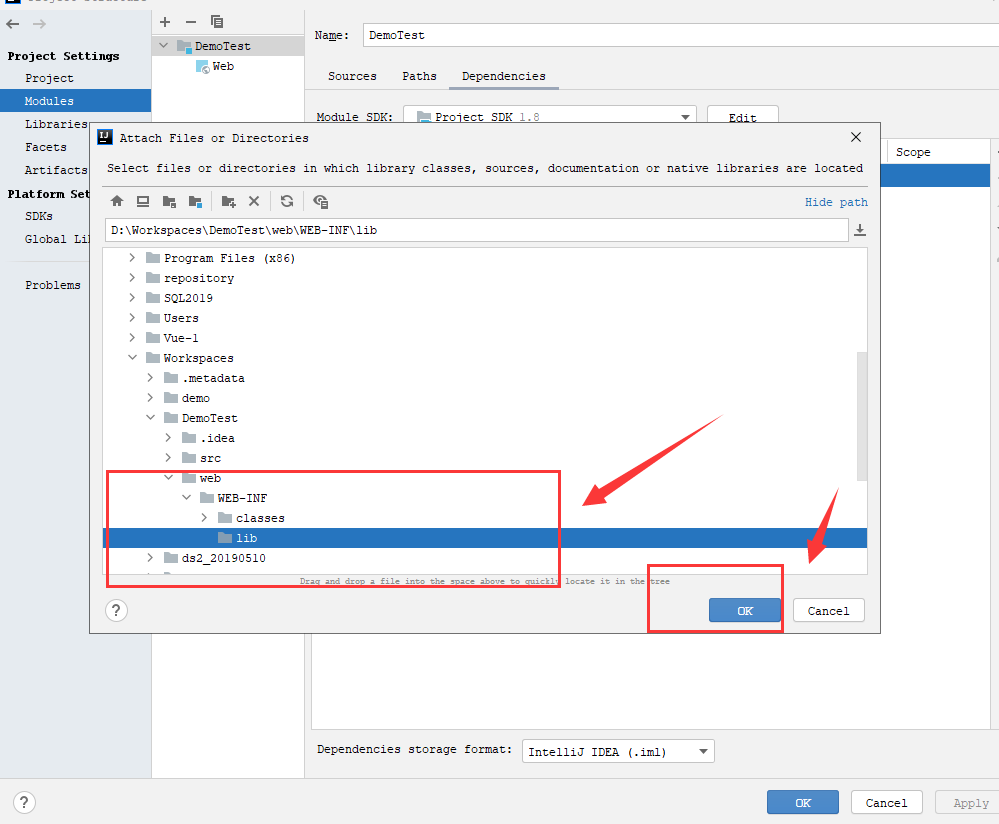 Name: DemoTest
Project Settings
Project
Modules
Libraries
Facets
Artifacts
Platform Set
SDKs
Global Li
Problems
DemoTest
Web
Sources Paths Dependencies
Module SDK: Project SDK 1.8 Edit
Scope
Attach Files or Directories
Select files or directories in which library classes, sources, documentation or native libraries are located
Hide path
D:\Workspaces\DemoTest\web\WEB-INF\lib
Program Files (x86)
repository
SQL2019
Users
Vue-1
Workspaces
.metadata
demo
DemoTest
.idea
src
web
WEB-INF
classes
lib
ds2_20190510
Drag and drop a file into the space above to quickly locate it in the tree
? OK Cancel
Dependencies storage format: IntelliJ IDEA (.iml)
? OK Cancel Apply